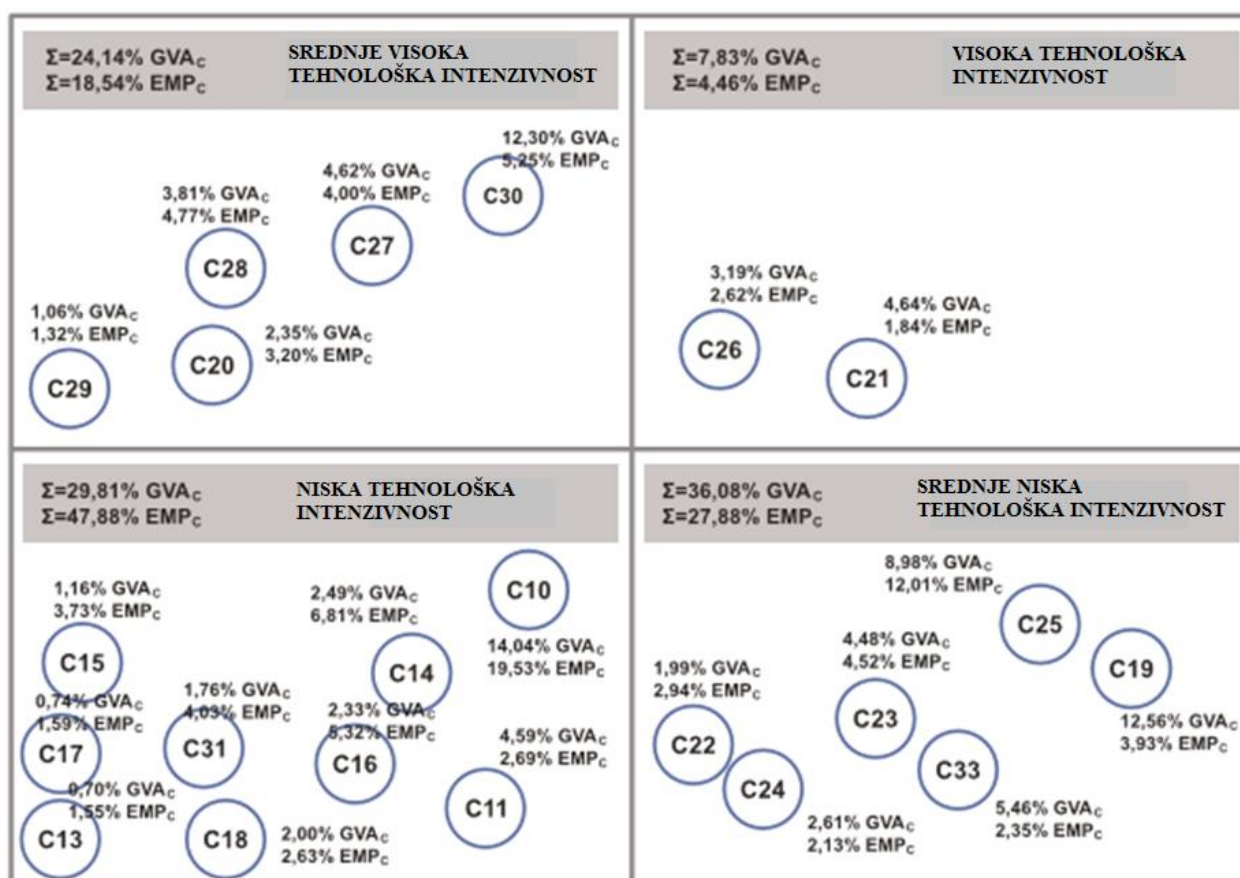 Σ=24,14% GVAC
Σ=18,54% EMPC
SREDNJE VISOKA
TEHNOLOŠKA INTENZIVNOST
12,30% GVAC
5,25% EMPC
C30
4,62% GVAC
4,00% EMPC
C27
3,81% GVAC
4,77% EMPC
C28
1,06% GVAC
1,32% EMPC
C29
C20
2,35% GVAC
3,20% EMPC
Σ=7,83% GVAC
Σ=4,46% EMPC
VISOKA TEHNOLOŠKA
INTENZIVNOST
3,19% GVAC
2,62% EMPC
C26
4,64% GVAC
1,84% EMPC
C21
Σ=29,81% GVAC
Σ=47,88% EMPC
NISKA TEHNOLOŠKA
INTENZIVNOST
1,16% GVAC
3,73% EMPC
C15
2,49% GVAC
6,81% EMPC
C14
C10
14,04% GVAC
19,53% EMPC
0,74% GVAC
1,59% EMPC
C17
1,76% GVAC
4,03% EMPC
C31
2,33% GVAC
5,32% EMPC
C16
4,59% GVAC
2,69% EMPC
C11
0,70% GVAC
1,55% EMPC
C13
C18
2,00% GVAC
2,63% EMPC
Σ=36,08% GVAC
Σ=27,88% EMPC
SREDNJE NISKA
TEHNOLOŠKA INTENZIVNOST
8,98% GVAC
12,01% EMPC
C25
C19
12,56% GVAC
3,93% EMPC
4,48% GVAC
4,52% EMPC
C23
1,99% GVAC
2,94% EMPC
C22
C24
2,61% GVAC
2,13% EMPC
C33
5,46% GVAC
2,35% EMPC